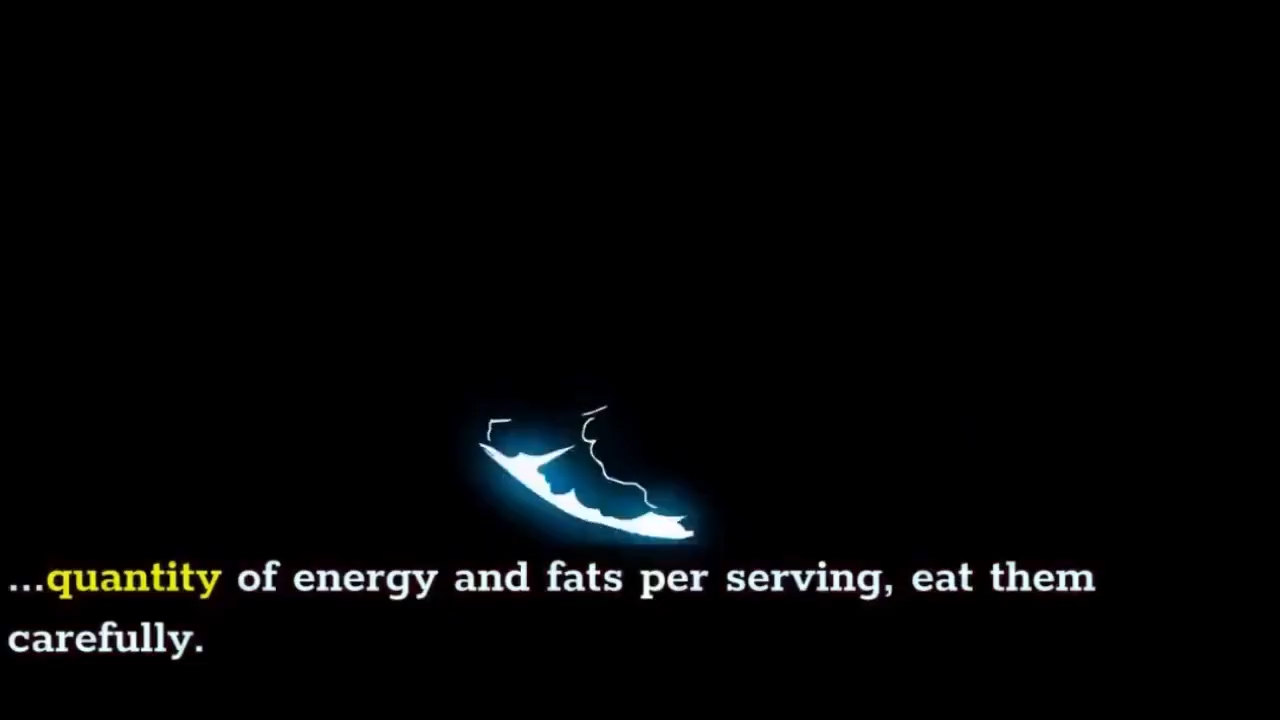 ...quantity of energy and fats per serving, eat them
carefully.